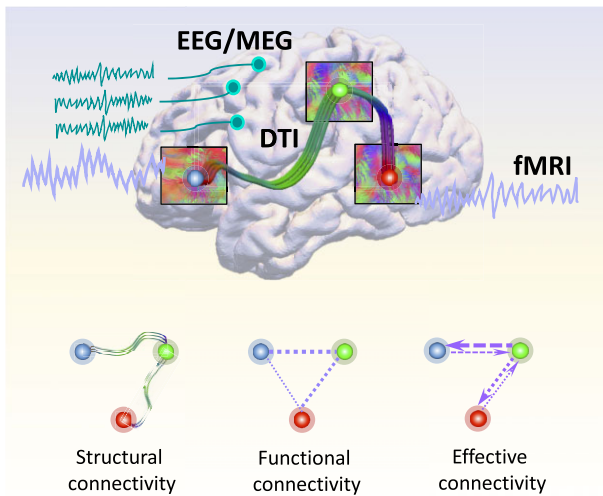 EEG/MEG
DTI
fMRI
Structural
connectivity
Functional
connectivity
Effective
connectivity